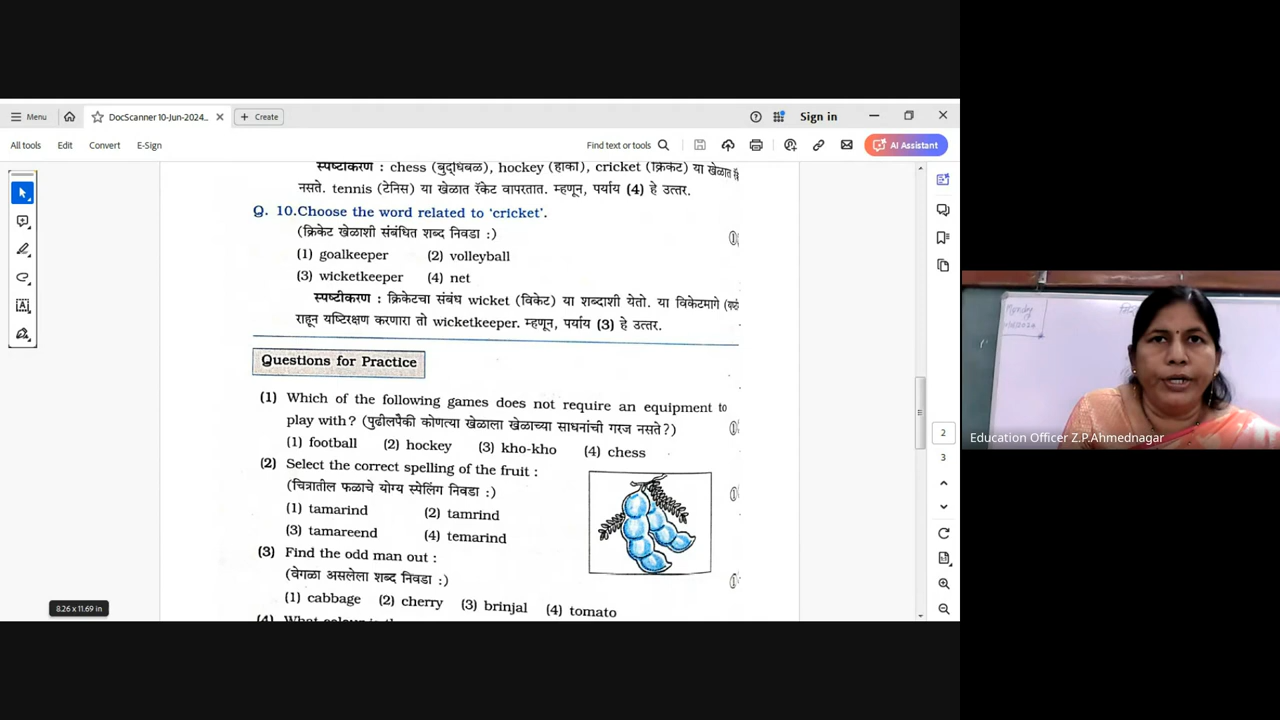 Menu
DocScanner 10-Jun-2024...
Create
Sign in
All tools Edit Convert E-Sign
Find text or tools
AI Assistant
स्पष्टीकरण : chess (बुद्धिबळ), hockey (हॉकी), cricket (क्रिकेट) या खेळात
नसते. tennis (टेनिस) या खेळात रॅकेट वापरतात. म्हणून, पर्याय (4) हे उत्तर.
Q. 10.Choose the word related to ‘cricket’.
(क्रिकेट खेळाशी संबंधित शब्द निवडा :)
(1) goalkeeper (2) volleyball
(3) wicketkeeper (4) net
स्पष्टीकरण : क्रिकेटचा संबंध wicket (विकेट) या शब्दाशी येतो. या विकेटमागे
राहून यष्टिरक्षण करणारा तो wicketkeeper. म्हणून, पर्याय (3) हे उत्तर.
Questions for Practice
(1) Which of the following games does not require an equipment to
play with? (पुढीलपैकी कोणत्या खेळाला खेळाच्या साधनांची गरज नसते?)
(1) football (2) hockey (3) kho-kho (4) chess
(2) Select the correct spelling of the fruit :
(चित्रातील फळाचे योग्य स्पेलिंग निवडा :)
(1) tamarind (2) tamrind
(3) tamareend (4) temarind
(3) Find the odd man out :
(वेगळा असलेला शब्द निवडा :)
(1) cabbage (2) cherry (3) brinjal (4) tomato
(4) What colour is the
8.26 x 11.69 in
2
3
Monday
Education Officer Z.P.Ahmednagar